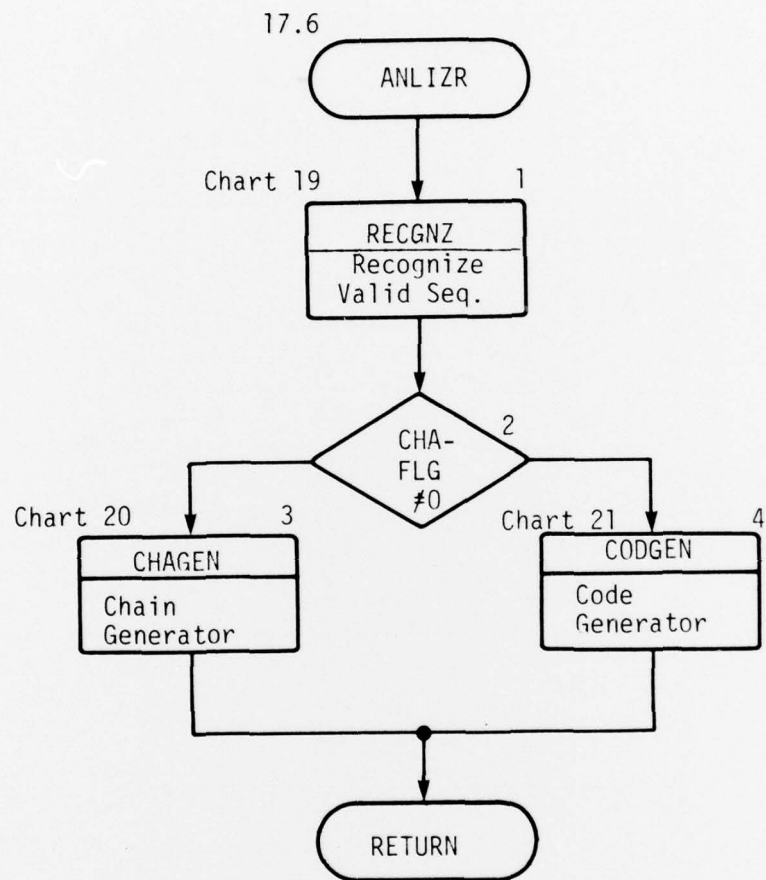 17.6
ANLIZR
Chart 19
1
RECGNZ
Recognize
Valid Seq.
2
CHA-
FLG
≠0
Chart 20
3
CHAGEN
Chain
Generator
Chart 21
4
CODGEN
Code
Generator
RETURN